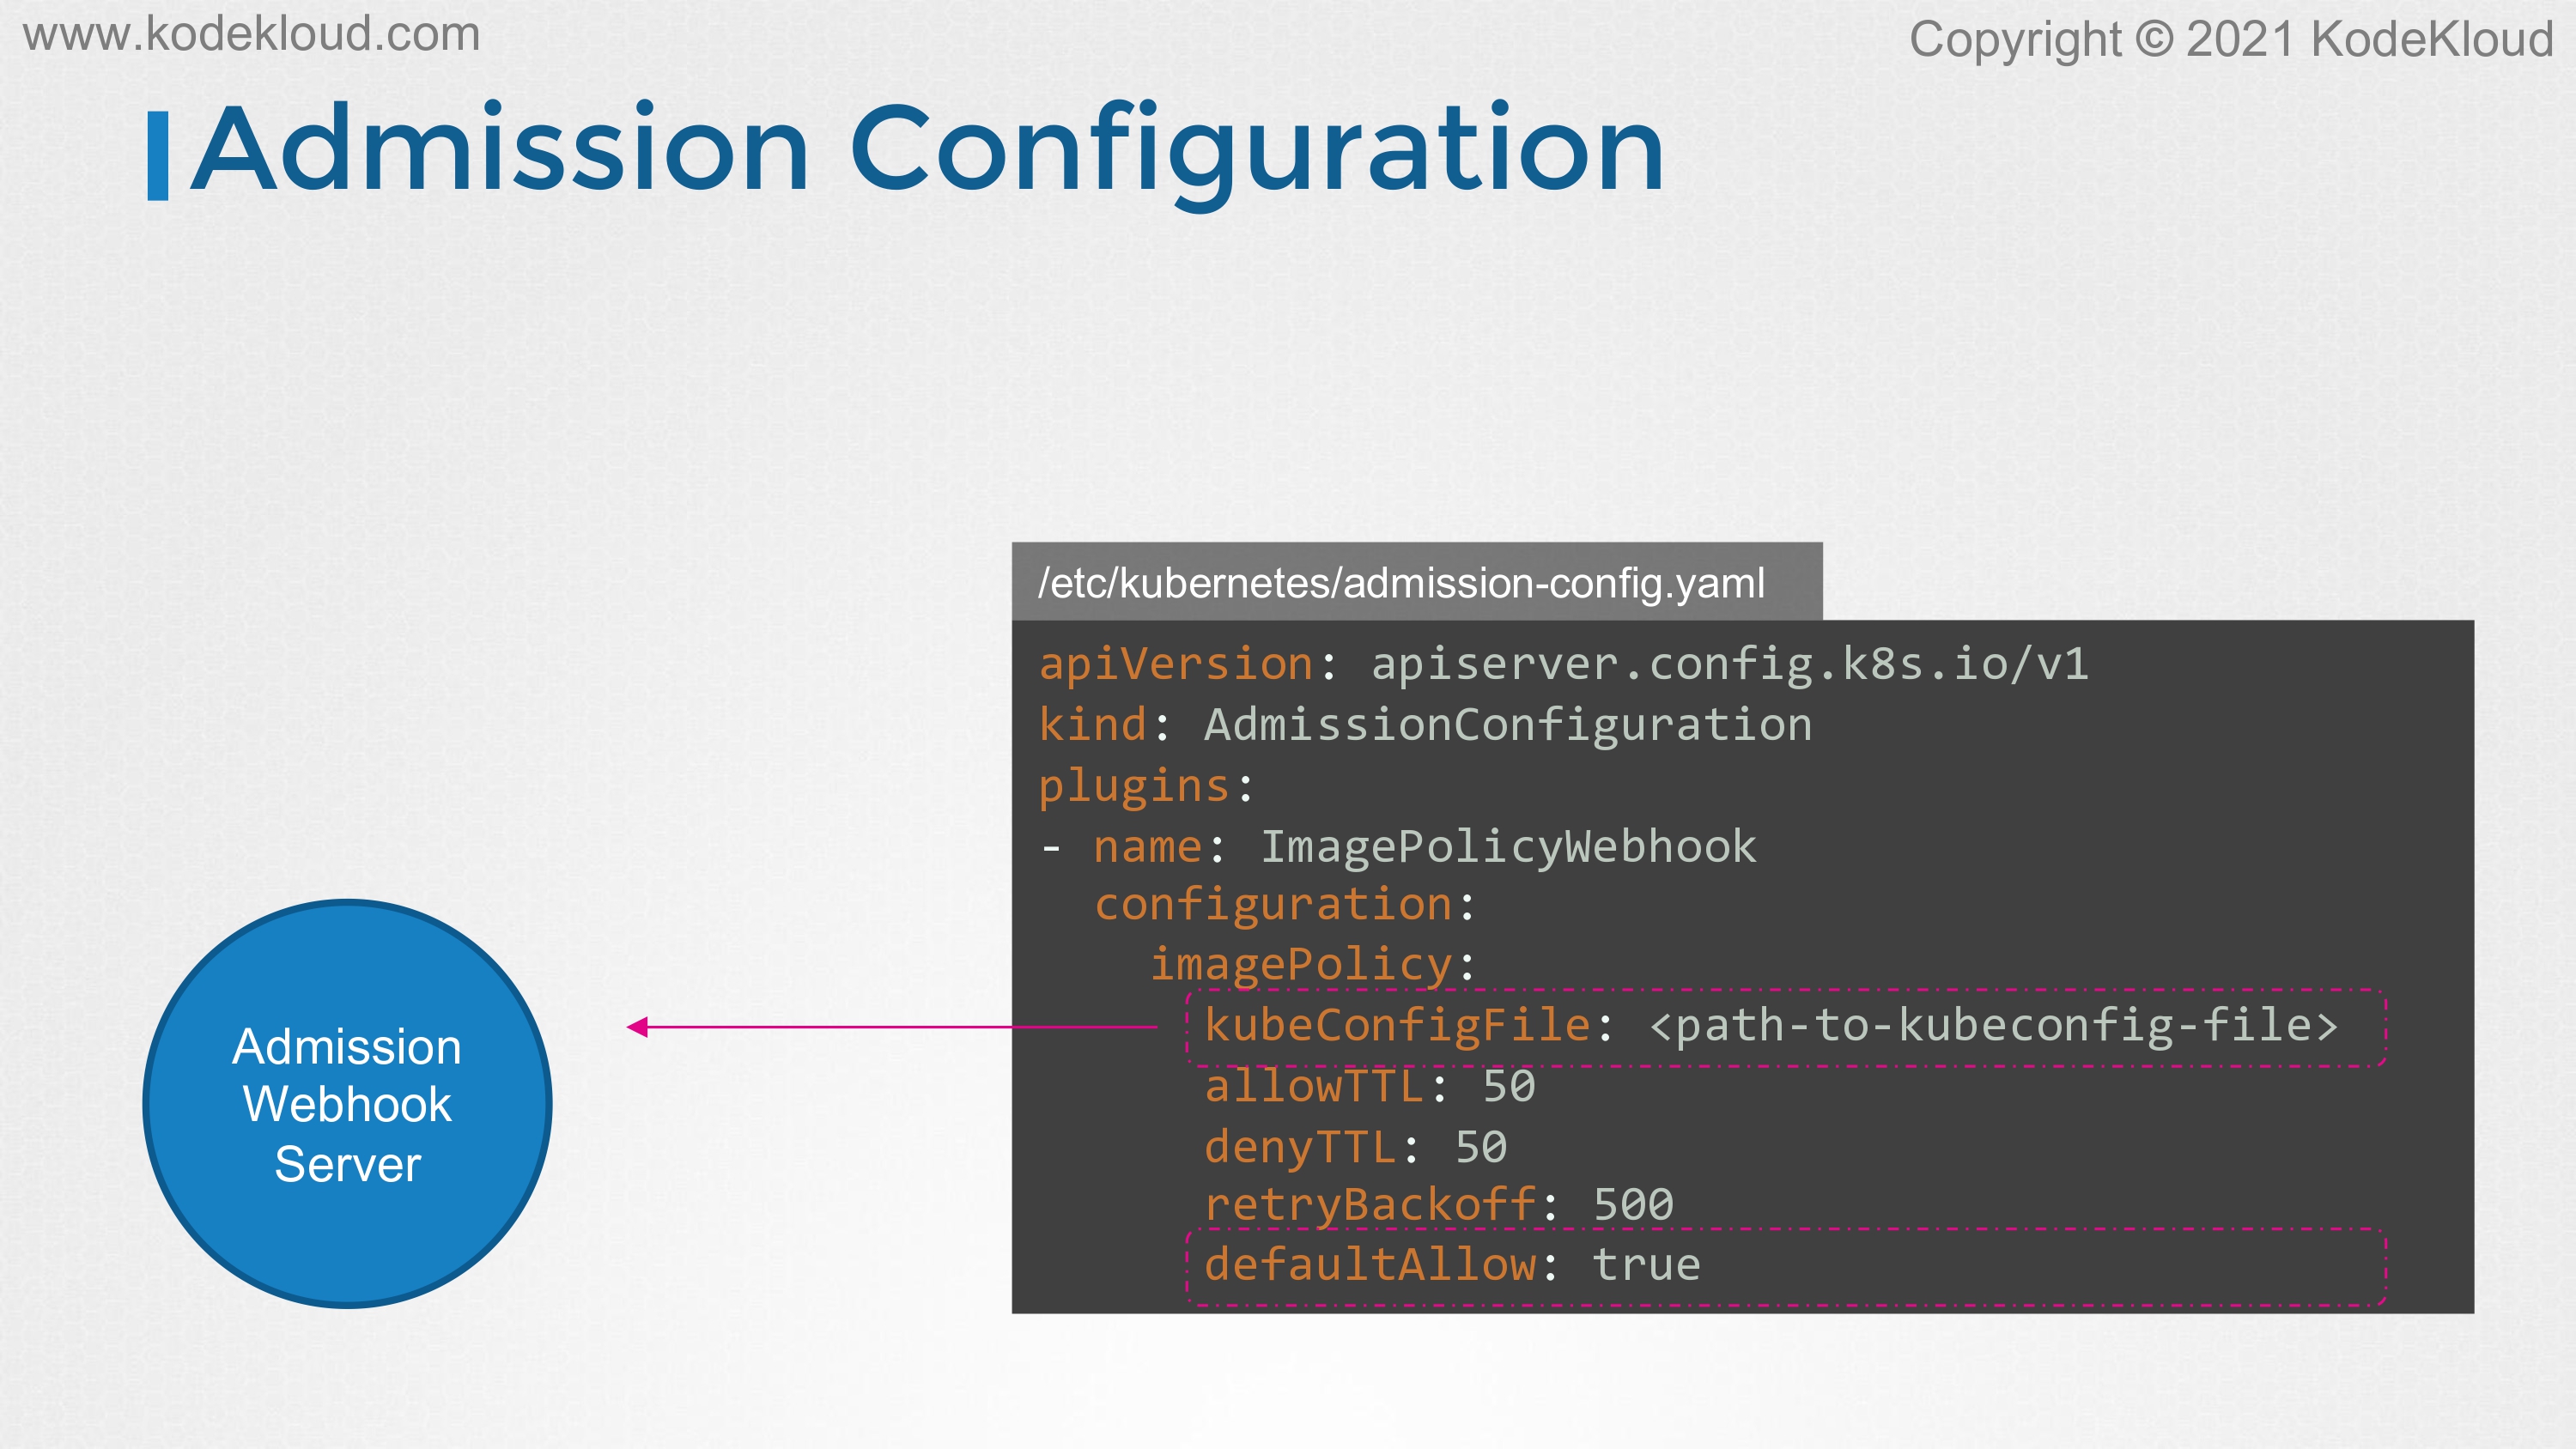 www.kodekloud.com
Copyright © 2021 KodeKloud
Admission Configuration
/etc/kubernetes/admission-config.yaml
apiVersion: apiserver.config.k8s.io/v1
kind: AdmissionConfiguration
plugins:
- name: ImagePolicyWebhook
  configuration:
    imagePolicy:
      kubeConfigFile: <path-to-kubeconfig-file>
      allowTTL: 50
      denyTTL: 50
      retryBackoff: 500
      defaultAllow: true
Admission
Webhook
Server